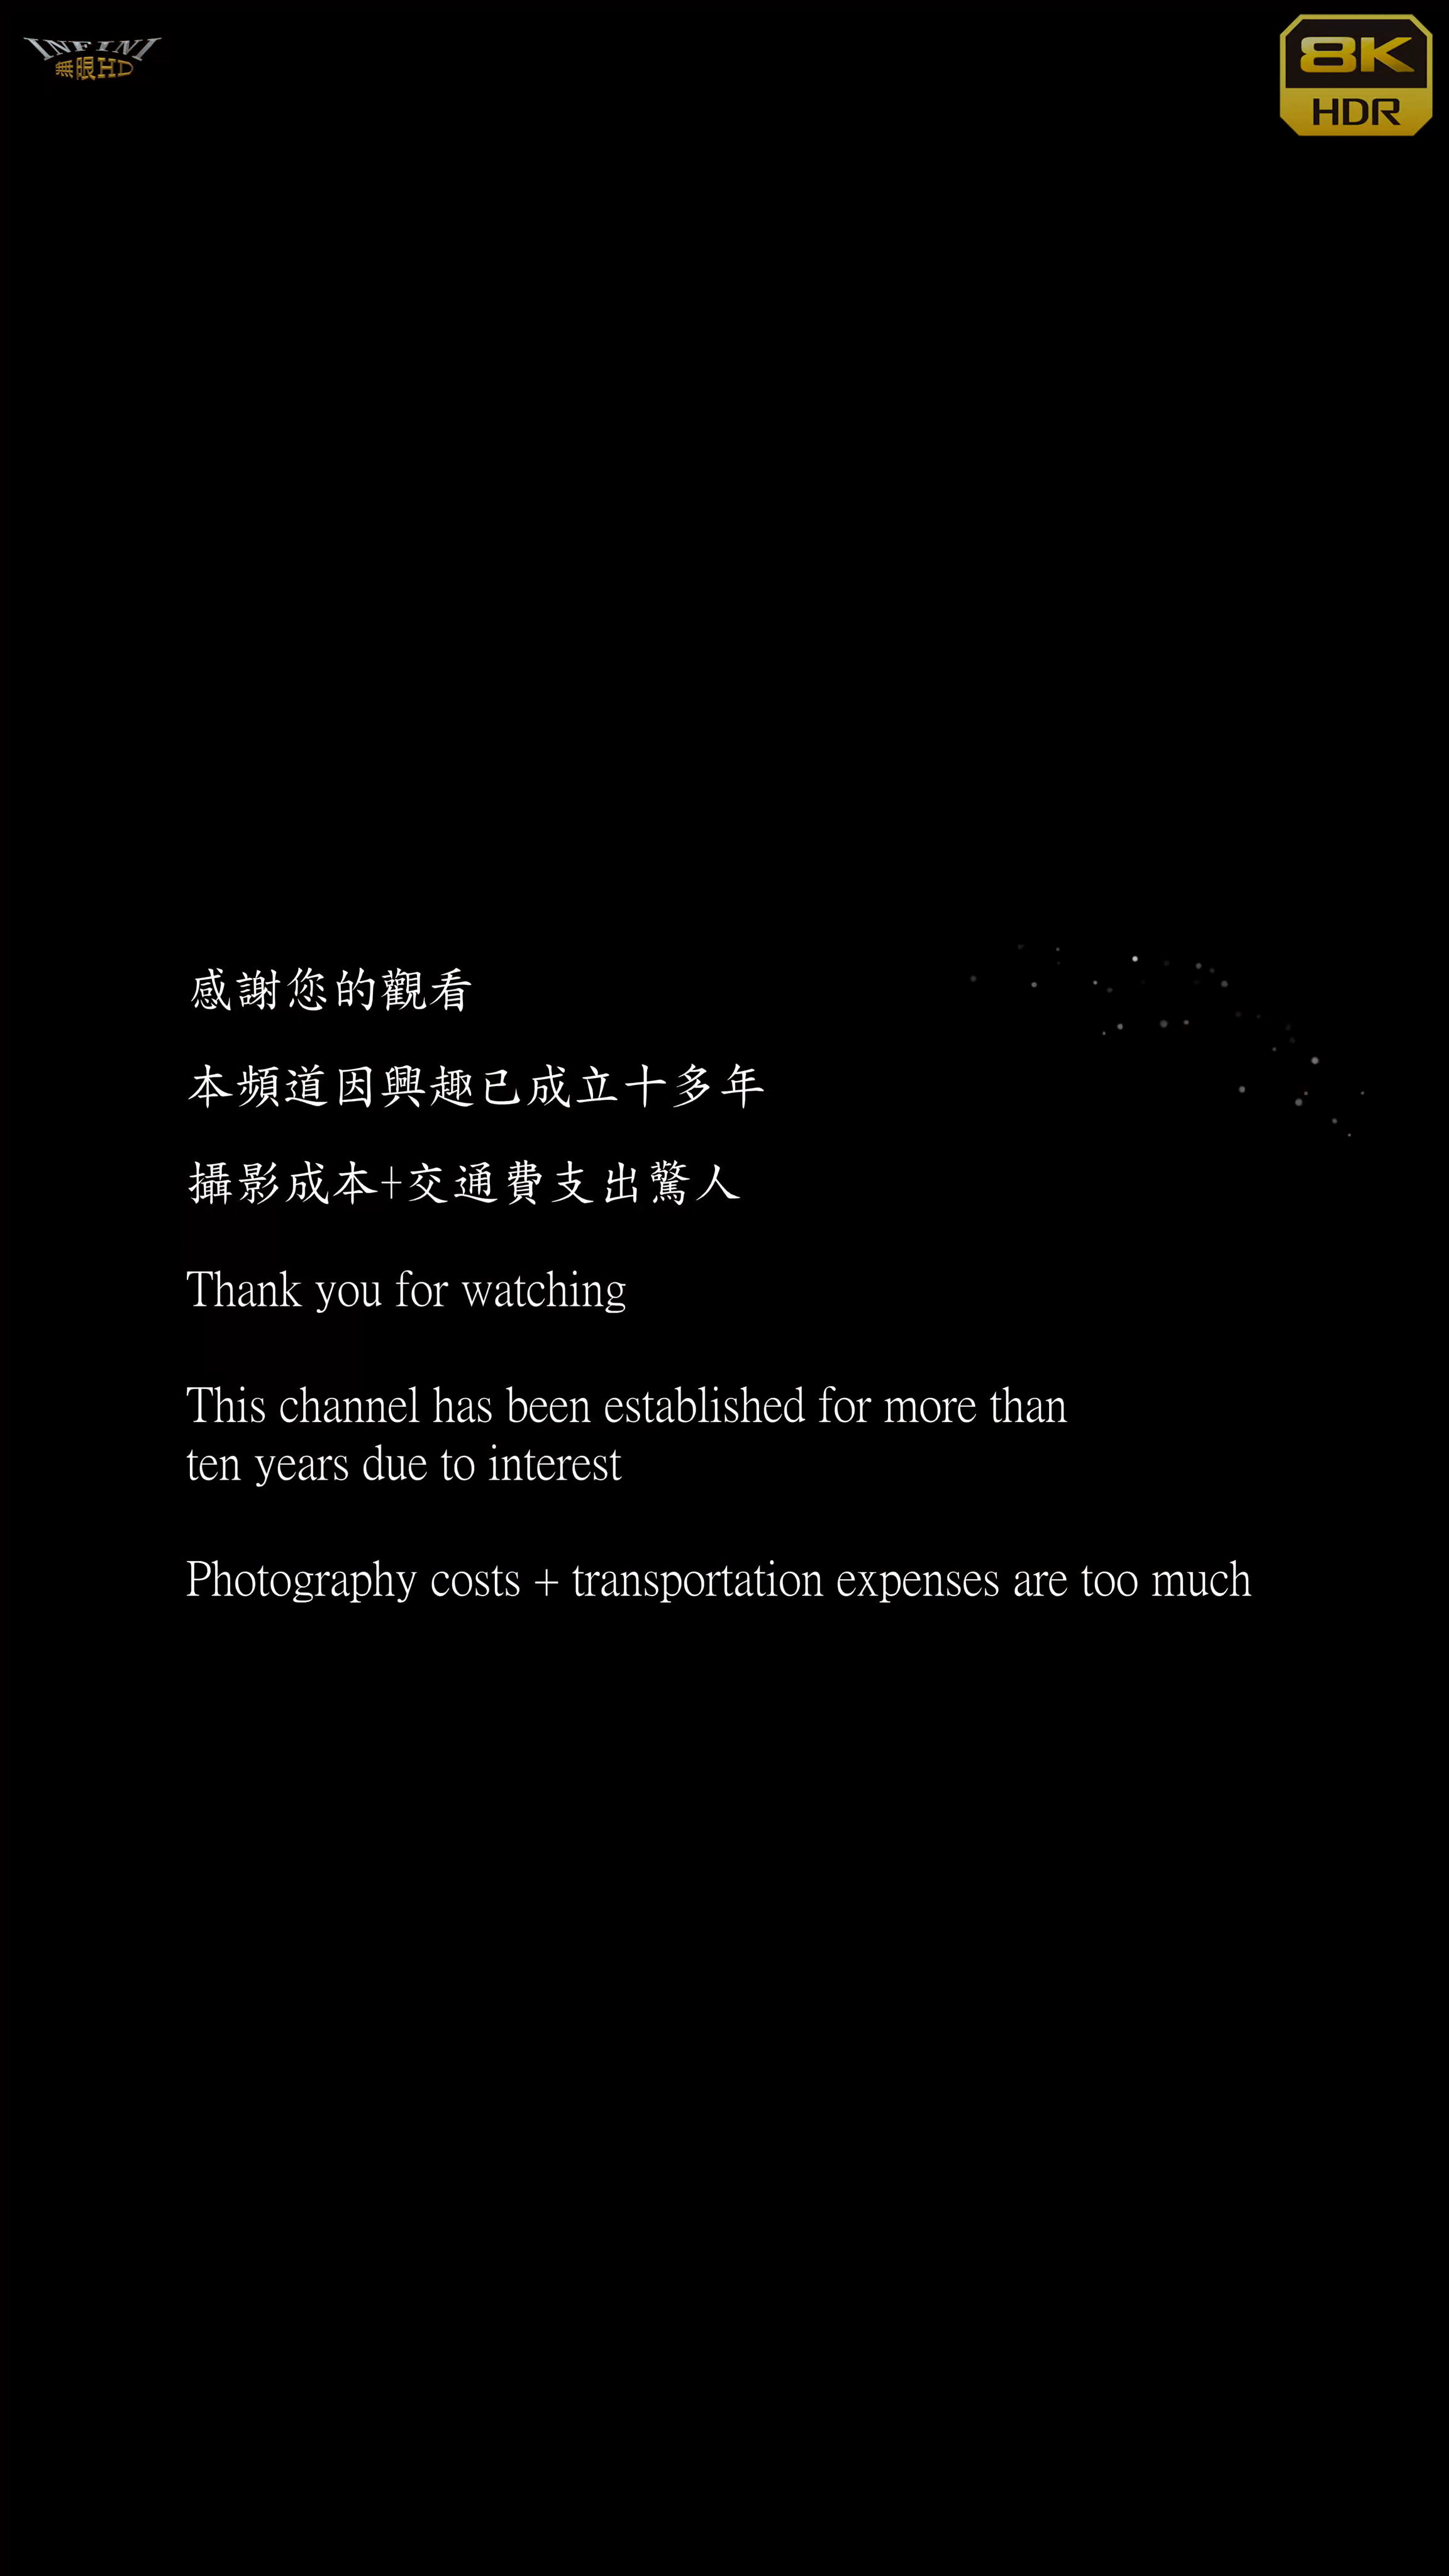 INFINI
無限HD
8K
HDR
感謝您的觀看
本頻道因興趣已成立十多年
攝影成本+交通費支出驚人
Thank you for watching
This channel has been established for more than
ten years due to interest
Photography costs + transportation expenses are too much